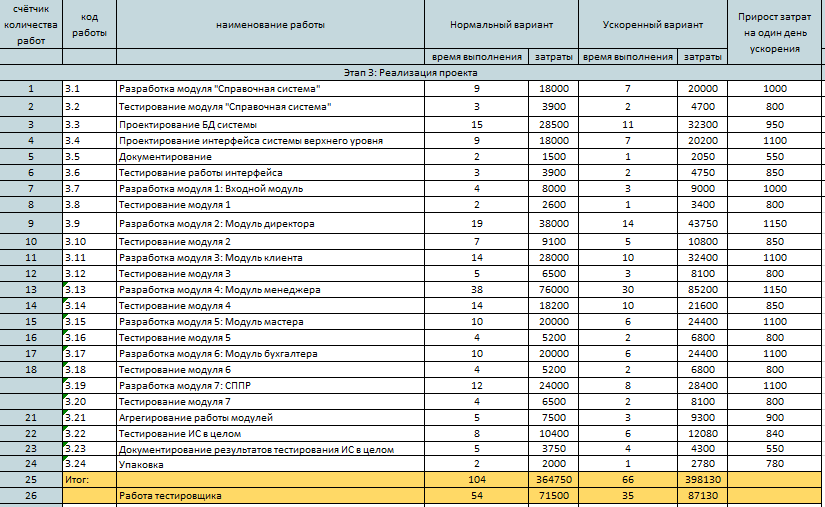 счётчик количества работ код работы наименование работы Нормальный вариант Ускоренный вариант Прирост затрат на один день ускорения
время выполнения затраты время выполнения затраты
Этап 3: Реализация проекта
1 3.1 Разработка модуля "Справочная система" 9 18000 7 20000 1000
2 3.2 Тестирование модуля "Справочная система" 3 3900 2 4700 800
3 3.3 Проектирование БД системы 15 28500 11 32300 950
4 3.4 Проектирование интерфейса системы верхнего уровня 9 18000 7 20200 1100
5 3.5 Документирование 2 1500 1 2050 550
6 3.6 Тестирование работы интерфейса 3 3900 2 4750 850
7 3.7 Разработка модуля 1: Входной модуль 4 8000 3 9000 1000
8 3.8 Тестирование модуля 1 2 2600 1 3400 800
9 3.9 Разработка модуля 2: Модуль директора 19 38000 14 43750 1150
10 3.10 Тестирование модуля 2 7 9100 5 10800 850
11 3.11 Разработка модуля 3: Модуль клиента 14 28000 10 32400 1100
12 3.12 Тестирование модуля 3 5 6500 3 8100 800
13 3.13 Разработка модуля 4: Модуль менеджера 38 76000 30 85200 1150
14 3.14 Тестирование модуля 4 14 18200 10 21600 850
15 3.15 Разработка модуля 5: Модуль мастера 10 20000 6 24400 1100
16 3.16 Тестирование модуля 5 4 5200 2 6800 800
17 3.17 Разработка модуля 6: Модуль бухгалтера 10 20000 6 24400 1100
18 3.18 Тестирование модуля 6 4 5200 2 6800 800
3.19 Разработка модуля 7: СППР 12 24000 8 28400 1100
3.20 Тестирование модуля 7 4 6500 2 8100 800
21 3.21 Агрегирование работы модулей 5 7500 3 9300 900
22 3.22 Тестирование ИС в целом 8 10400 6 12080 840
23 3.23 Документирование результатов тестирования ИС в целом 5 3750 4 4300 550
24 3.24 Упаковка 2 2000 1 2780 780
25 Итог: 104 364750 66 398130
26 Работа тестировщика 54 71500 35 87130